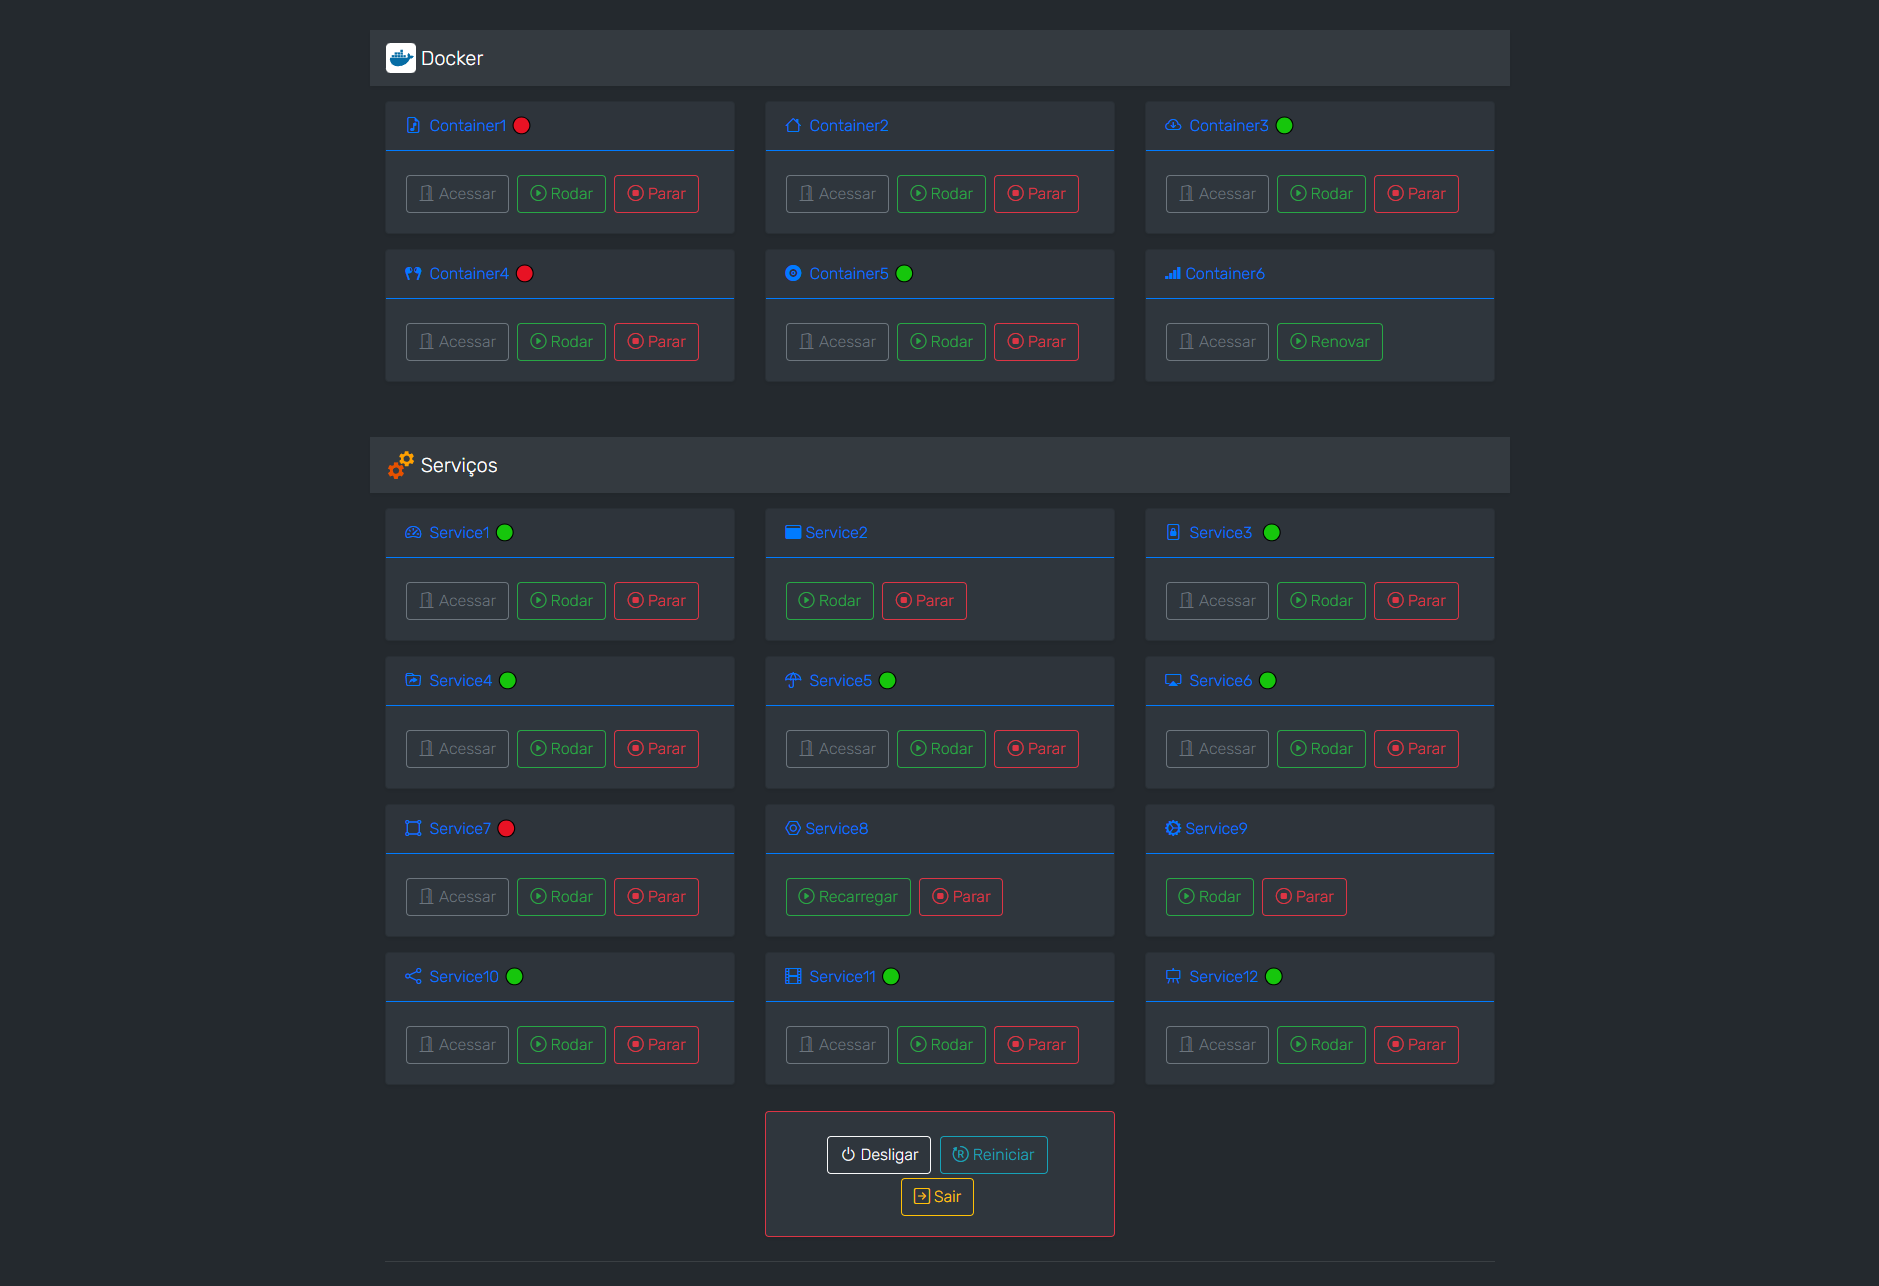 Docker
Container1
Container2
Container3
Acessar Rodar Parar
Acessar Rodar Parar
Acessar Rodar Parar
Container4
Container5
Container6
Acessar Rodar Parar
Acessar Rodar Parar
Acessar Renovar
Serviços
Service1
Service2
Service3
Acessar Rodar Parar
Rodar Parar
Acessar Rodar Parar
Service4
Service5
Service6
Acessar Rodar Parar
Acessar Rodar Parar
Acessar Rodar Parar
Service7
Service8
Service9
Acessar Rodar Parar
Recarregar Parar
Rodar Parar
Service10
Service11
Service12
Acessar Rodar Parar
Acessar Rodar Parar
Acessar Rodar Parar
Desligar Reiniciar
Sair